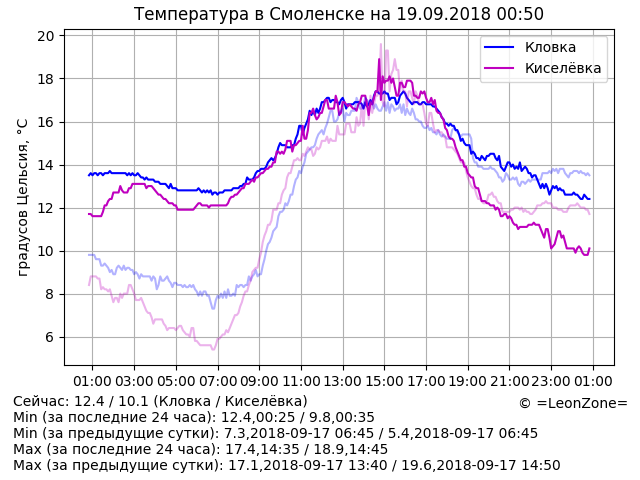 Температура в Смоленске на 19.09.2018 00:50
Кловка
Киселёвка
градусов Цельсия, °C
20
18
16
14
12
10
8
6
01:00 03:00 05:00 07:00 09:00 11:00 13:00 15:00 17:00 19:00 21:00 23:00 01:00
Сейчас: 12.4 / 10.1 (Кловка / Киселёвка)
© =LeonZone=
Min (за последние 24 часа): 12.4,00:25 / 9.8,00:35
Min (за предыдущие сутки): 7.3,2018-09-17 06:45 / 5.4,2018-09-17 06:45
Max (за последние 24 часа): 17.4,14:35 / 18.9,14:45
Max (за предыдущие сутки): 17.1,2018-09-17 13:40 / 19.6,2018-09-17 14:50